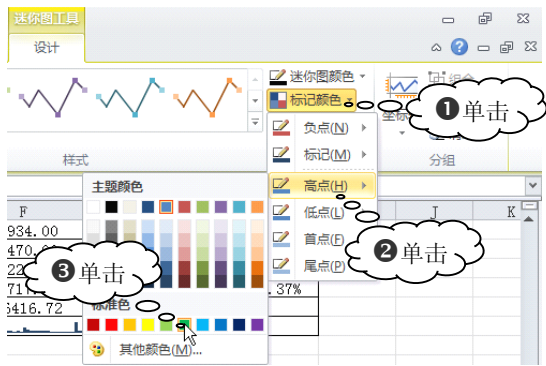 迷你图工具
设计
迷你图颜色
标记颜色
❶单击
负点(N)
标记(M)
样式
分组
主题颜色
高点(H)
低点(L)
首点(F)
尾点(P)
❷单击
❸单击
F
J
K
934.00
470.
.37%
5416.72
标准色
其他颜色(M)...